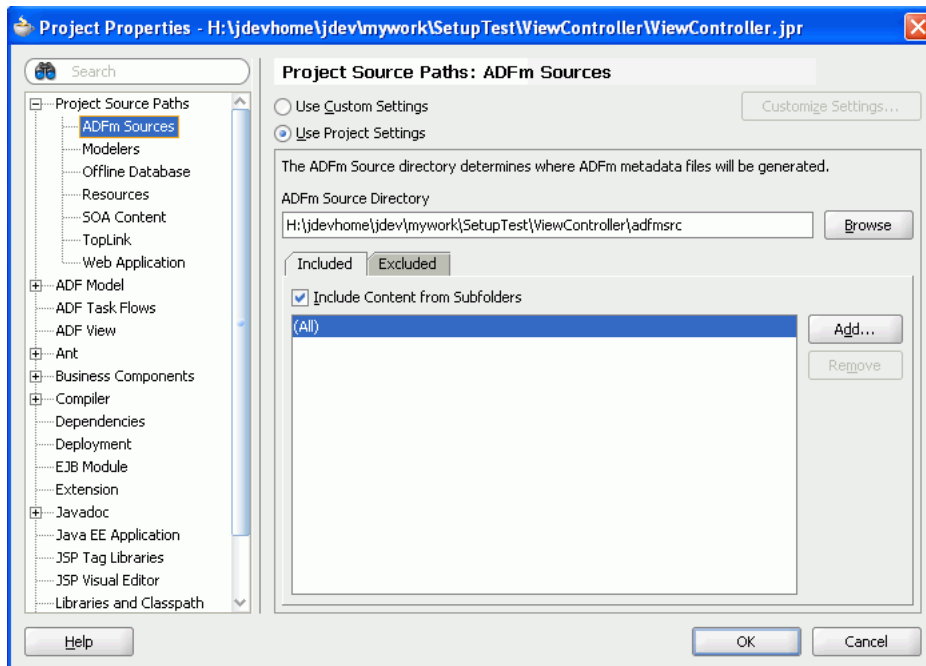 Project Properties - H:\jdevhome\jdev\mywork\SetupTest\ViewController\ViewController.jpr
Search
Project Source Paths
ADFm Sources
Modelers
Offline Database
Resources
SOA Content
TopLink
Web Application
ADF Model
ADF Task Flows
ADF View
Ant
Business Components
Compiler
Dependencies
Deployment
EJB Module
Extension
Javadoc
Java EE Application
JSP Tag Libraries
JSP Visual Editor
Libraries and Classpath
Project Source Paths: ADFm Sources
Use Custom Settings
Customize Settings...
Use Project Settings
The ADFm Source directory determines where ADFm metadata files will be generated.
ADFm Source Directory
H:\jdevhome\jdev\mywork\SetupTest\ViewController\adfmsrc
Browse
Included
Excluded
Include Content from Subfolders
(All)
Add...
Remove
Help
OK
Cancel